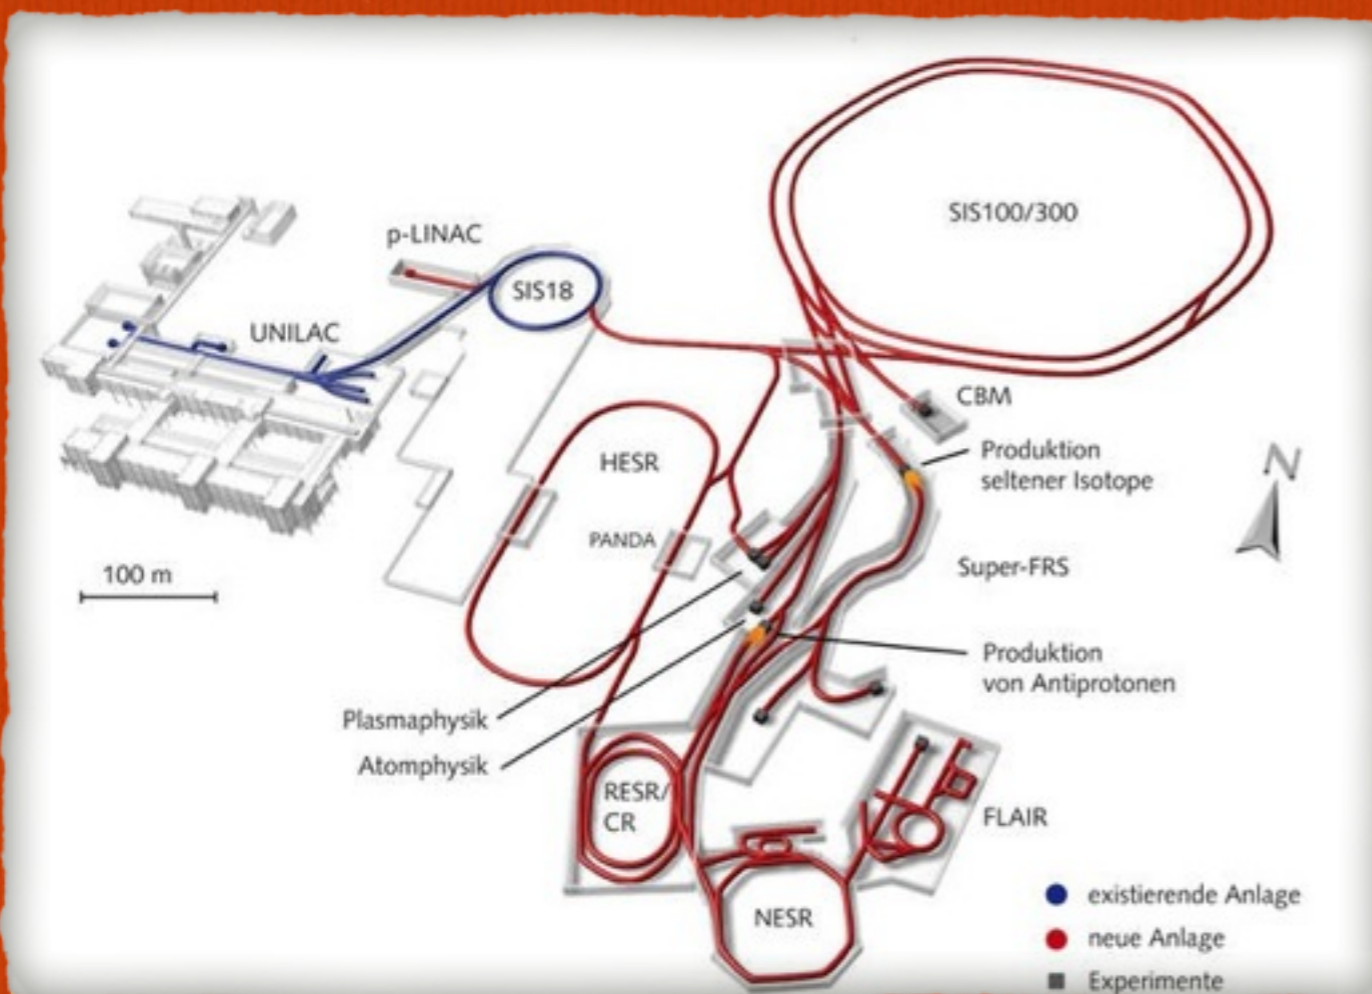 SIS100/300
p-LINAC
SIS18
UNILAC
CBM
Produktion
seltener Isotope
HESR
N
PANDA
100 m
Super-FRS
Produktion
von Antiprotonen
Plasmaphysik
Atomphysik
RESR/
CR
FLAIR
NESR
existierende Anlage
neue Anlage
Experimente